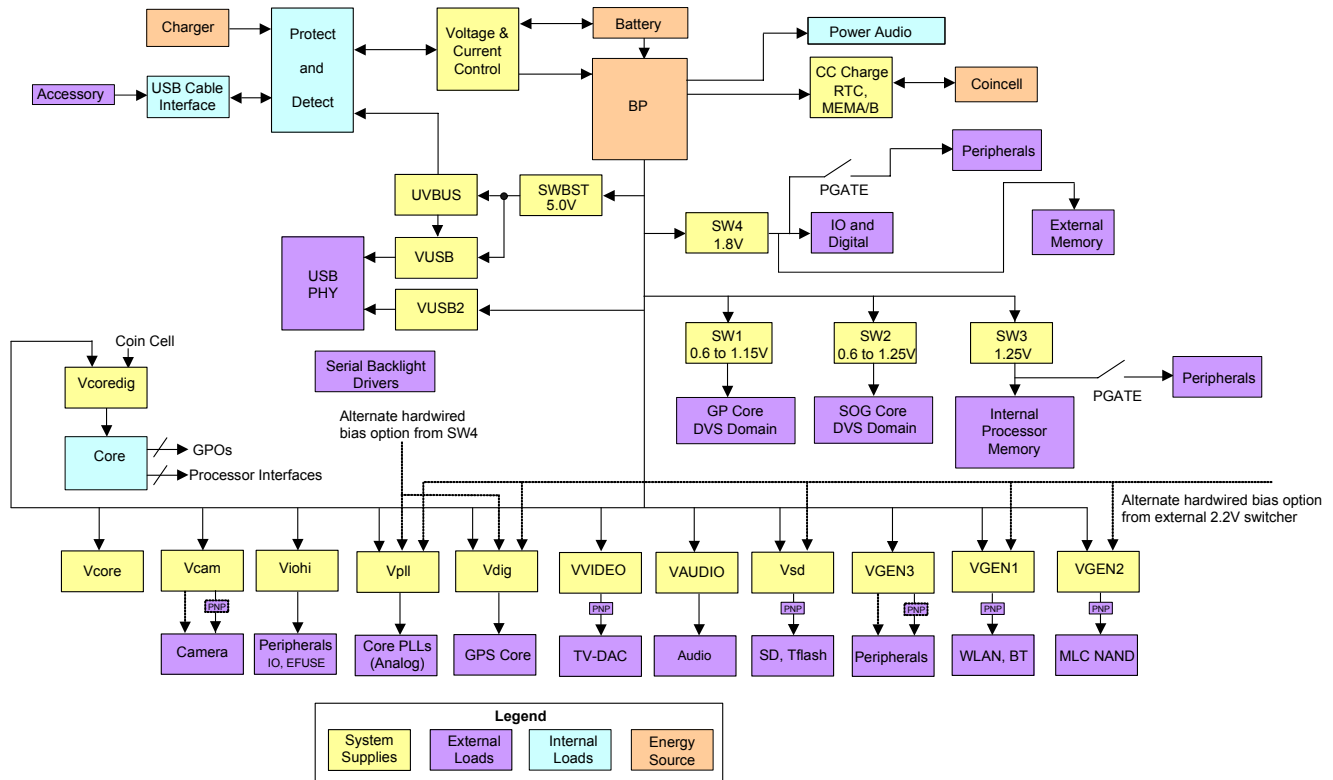 Charger
Protect
and
Detect
Voltage &
Current
Control
Battery
Power Audio
BP
CC Charge
RTC,
MEMA/B
Coincell
Accessory
USB Cable
Interface
Peripherals
PGATE
UVBUS
SWBST
5.0V
SW4
1.8V
IO and
Digital
External
Memory
USB
PHY
VUSB
VUSB2
SW1
0.6 to 1.15V
SW2
0.6 to 1.25V
SW3
1.25V
Coin Cell
Vcoredig
Serial Backlight
Drivers
Peripherals
PGATE
GP Core
DVS Domain
SOG Core
DVS Domain
Internal
Processor
Memory
Alternate hardwired
bias option from SW4
Core
GPOs
Processor Interfaces
Alternate hardwired bias option
from external 2.2V switcher
Vcore
Vcam
Viohi
Vpll
Vdig
VVIDEO
VAUDIO
Vsd
VGEN3
VGEN1
VGEN2
PNP
PNP
PNP
PNP
PNP
PNP
Camera
Peripherals
IO, EFUSE
Core PLLs
(Analog)
GPS Core
TV-DAC
Audio
SD, Tflash
Peripherals
WLAN, BT
MLC NAND
Legend
System
Supplies
External
Loads
Internal
Loads
Energy
Source